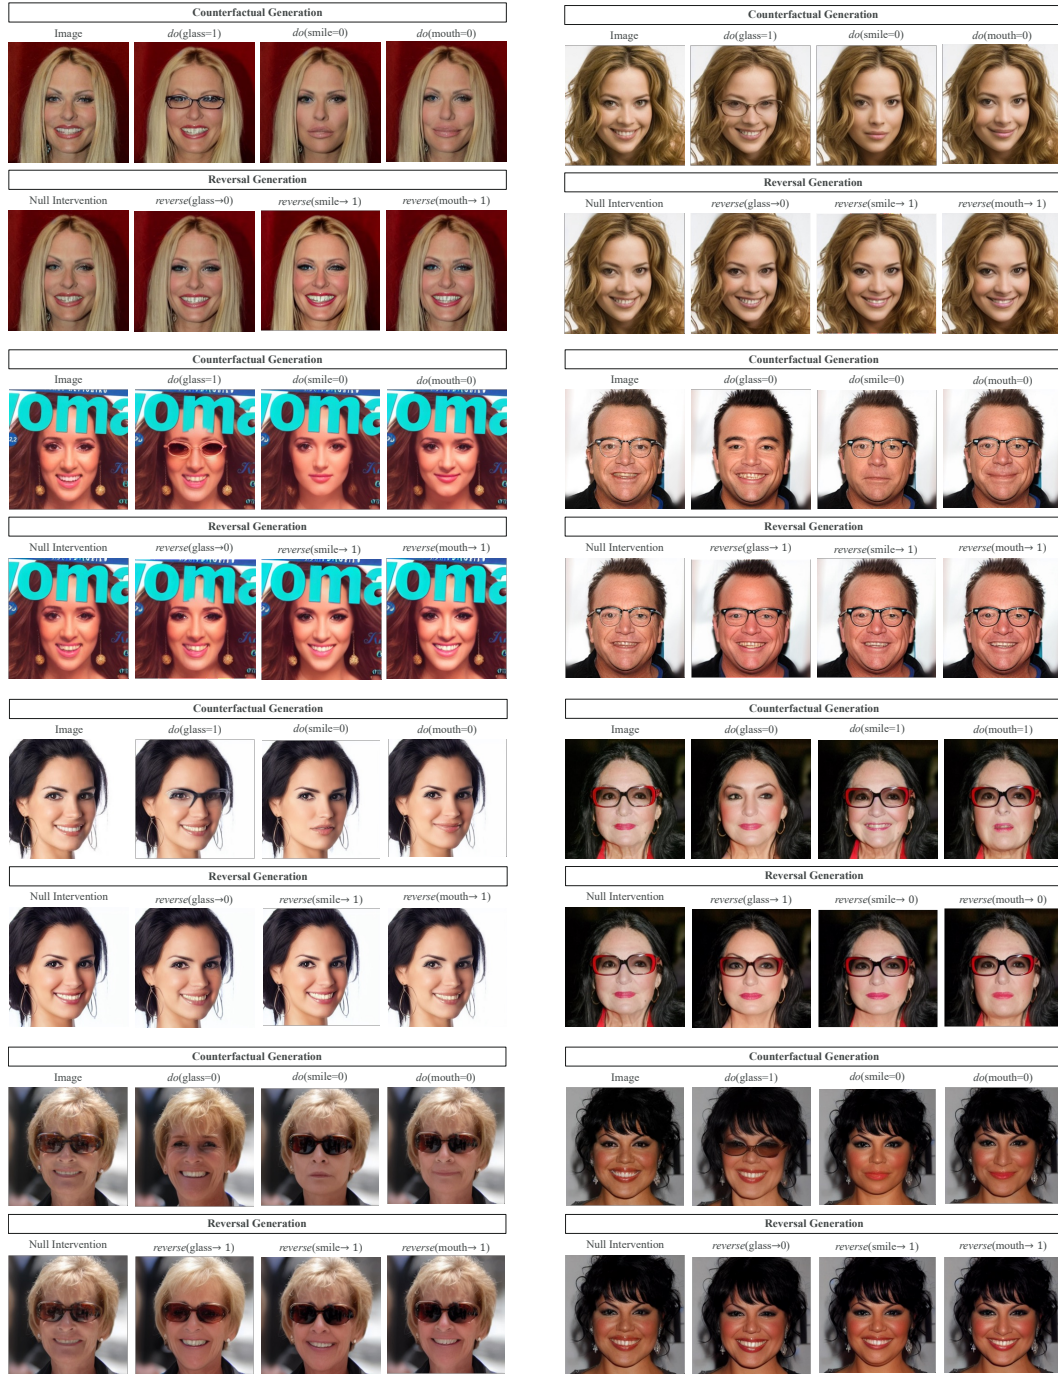 Counterfactual Generation
Image do(glass=1) do(smile=0) do(mouth=0)
Reversal Generation
Null Intervention reverse(glass→0) reverse(smile→ 1) reverse(mouth→ 1)
Counterfactual Generation
Image do(glass=1) do(smile=0) do(mouth=0)
Reversal Generation
Null Intervention reverse(glass→0) reverse(smile→ 1) reverse(mouth→ 1)
Counterfactual Generation
Image do(glass=1) do(smile=0) do(mouth=0)
oma oma oma oma
Reversal Generation
Null Intervention reverse(glass→0) reverse(smile→ 1) reverse(mouth→ 1)
oma oma oma oma
Counterfactual Generation
Image do(glass=0) do(smile=0) do(mouth=0)
Reversal Generation
Null Intervention reverse(glass→ 1) reverse(smile→ 1) reverse(mouth→ 1)
Counterfactual Generation
Image do(glass=1) do(smile=0) do(mouth=0)
Reversal Generation
Null Intervention reverse(glass→0) reverse(smile→ 1) reverse(mouth→ 1)
Counterfactual Generation
Image do(glass=0) do(smile=1) do(mouth=1)
Reversal Generation
Null Intervention reverse(glass→ 1) reverse(smile→ 0) reverse(mouth→ 0)
Counterfactual Generation
Image do(glass=0) do(smile=0) do(mouth=0)
Reversal Generation
Null Intervention reverse(glass→ 1) reverse(smile→ 1) reverse(mouth→ 1)
Counterfactual Generation
Image do(glass=1) do(smile=0) do(mouth=0)
Reversal Generation
Null Intervention reverse(glass→0) reverse(smile→ 1) reverse(mouth→ 1)